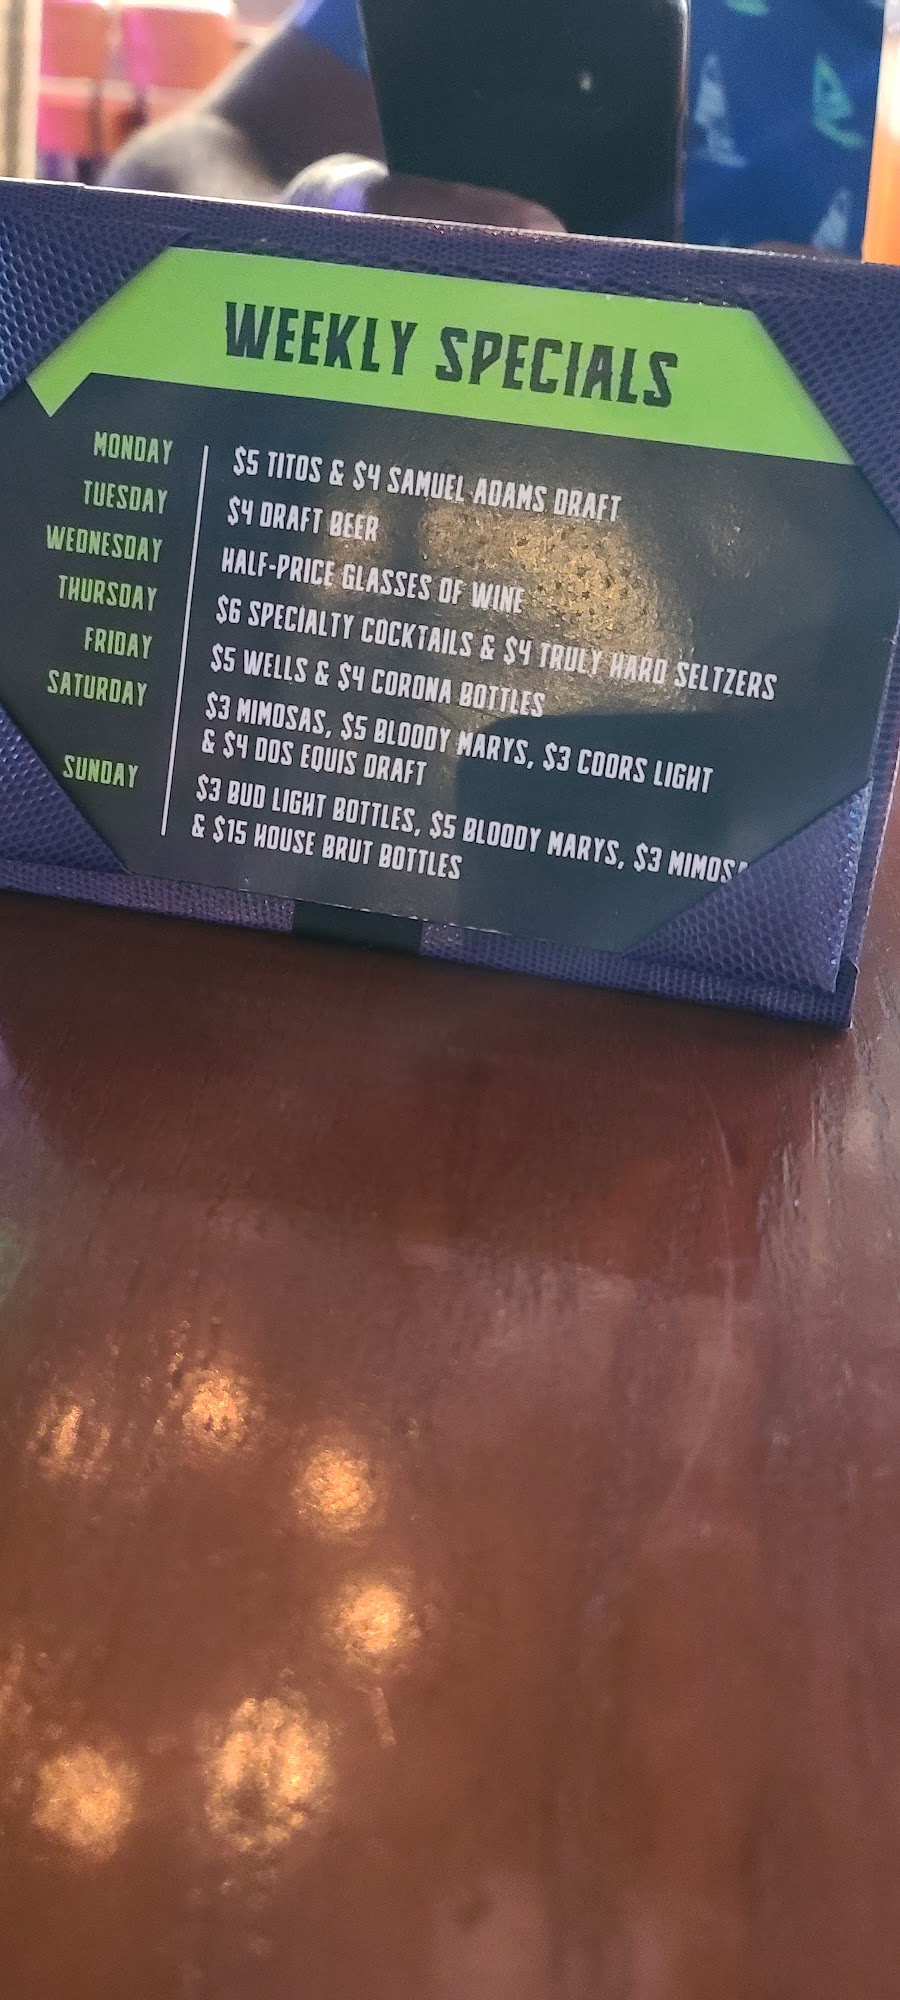 WEEKLY SPECIALS
MONDAY $5 TITOS & $4 SAMUEL ADAMS DRAFT
TUESDAY $4 DRAFT BEER
WEDNESDAY HALF-PRICE GLASSES OF WINE
THURSDAY $6 SPECIALTY COCKTAILS & $4 TRULY HARD SELTZERS
FRIDAY $5 WELLS & $4 CORONA BOTTLES
SATURDAY $3 MIMOSAS, $5 BLOODY MARYS, $3 COORS LIGHT
& $4 DOS EQUIS DRAFT
SUNDAY $3 BUD LIGHT BOTTLES, $5 BLOODY MARYS, $3
& $15 HOUSE BRUT BOTTLES